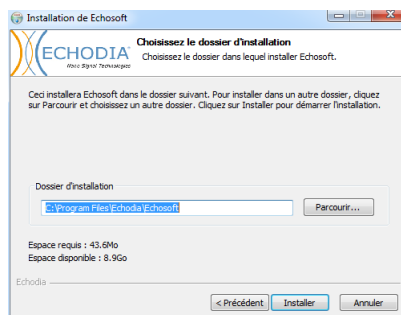 Installation de Echosoft
ECHODIA
Choisissez le dossier d'installation
Choisissez le dossier dans lequel installer Echosoft.
Ceci installera Echosoft dans le dossier suivant. Pour installer dans un autre dossier, cliquez
sur Parcourir et choisissez un autre dossier. Cliquez sur Installer pour démarrer l'installation.
Dossier d'installation
C:\Program Files\Echodia\Echosoft
Parcourir...
Espace requis : 43.6Mo
Espace disponible : 8.9Go
Echodia
< Précédent
Installer
Annuler